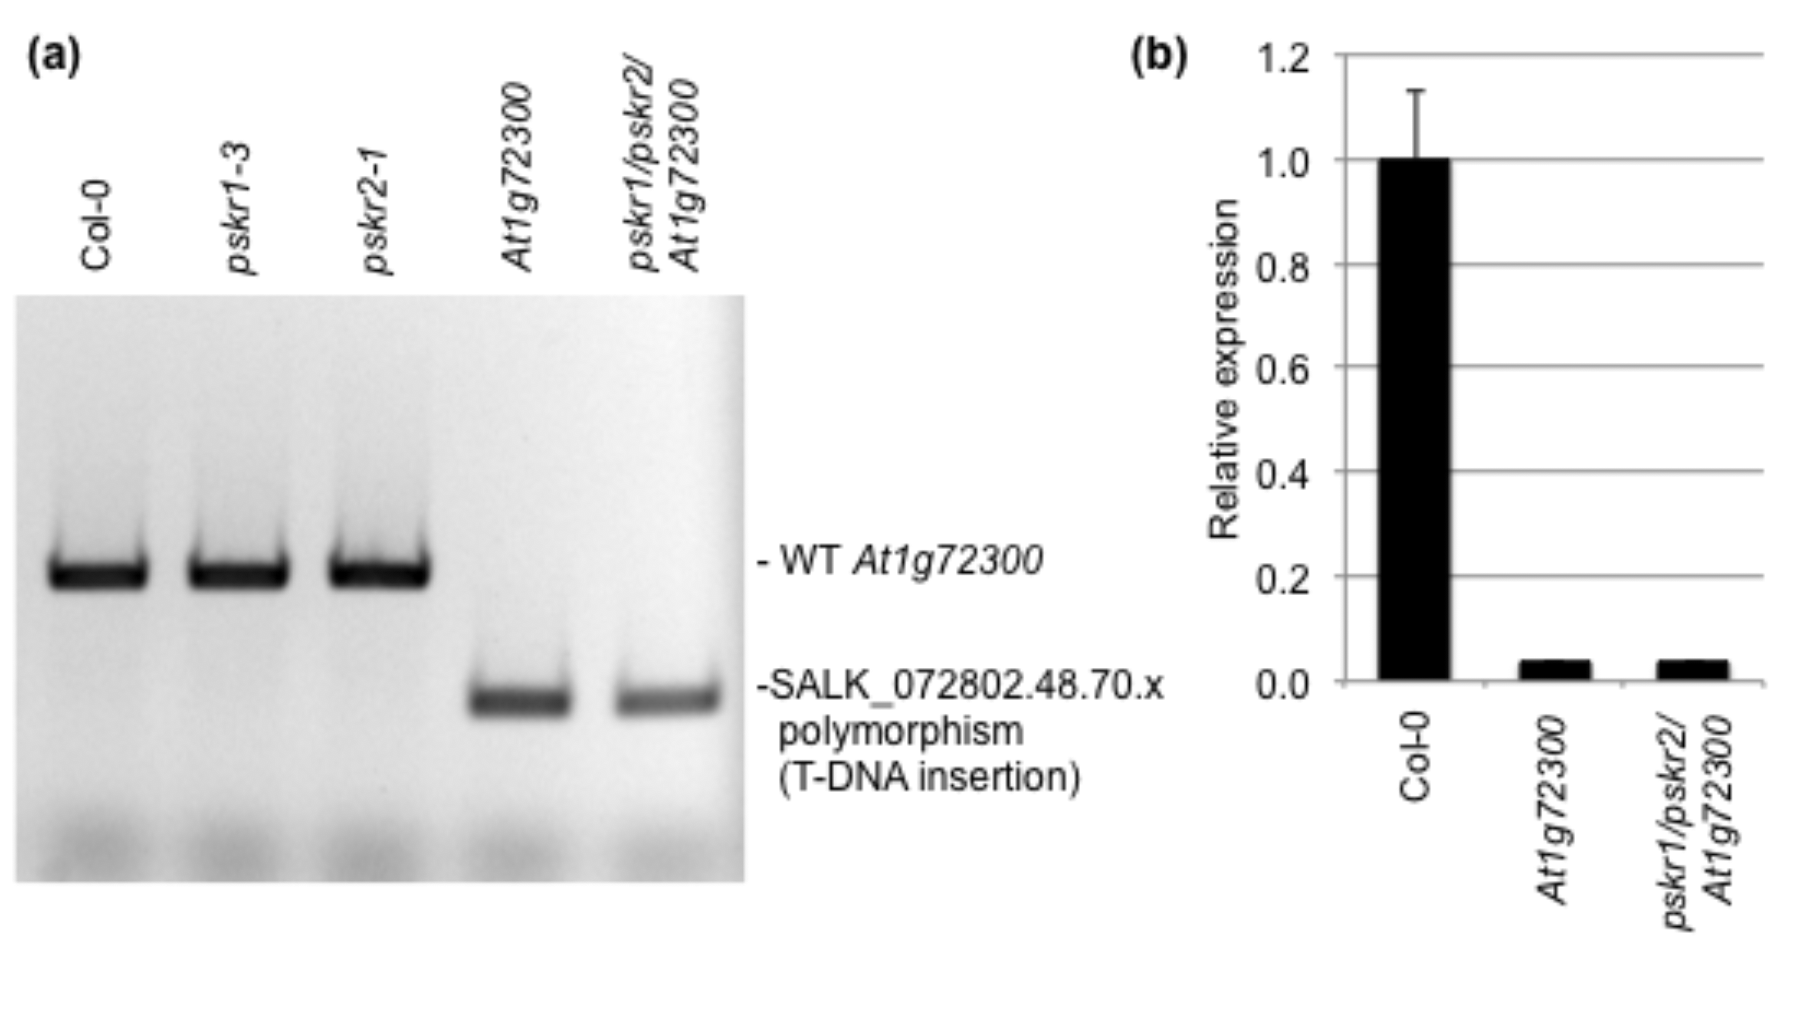 (a)
Col-0
pskr1-3
pskr2-1
At1g72300
pskr1/pskr2/
At1g72300
- WT At1g72300
-SALK_072802.48.70.x
polymorphism
(T-DNA insertion)
(b)
Relative expression
1.2
1.0
0.8
0.6
0.4
0.2
0.0
Col-0
At1g72300
pskr1/pskr2/
At1g72300